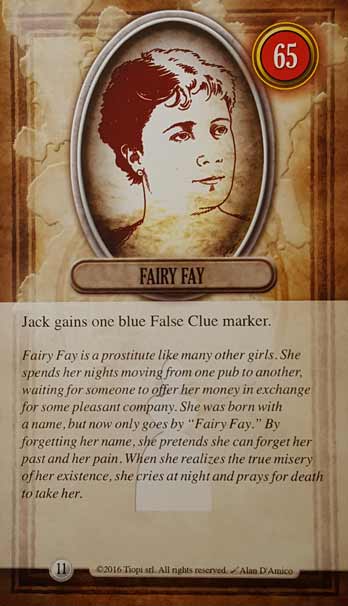 65
FAIRY FAY
Jack gains one blue False Clue marker.
Fairy Fay is a prostitute like many other girls. She
spends her nights moving from one pub to another,
waiting for someone to offer her money in exchange
for some pleasant company. She was born with
a name, but now only goes by “Fairy Fay.” By
forgetting her name, she pretends she can forget her
past and her pain. When she realizes the true misery
of her existence, she cries at night and prays for death
to take her.
11
©2016 Tiopi srl. All rights reserved. Alan D'Amico